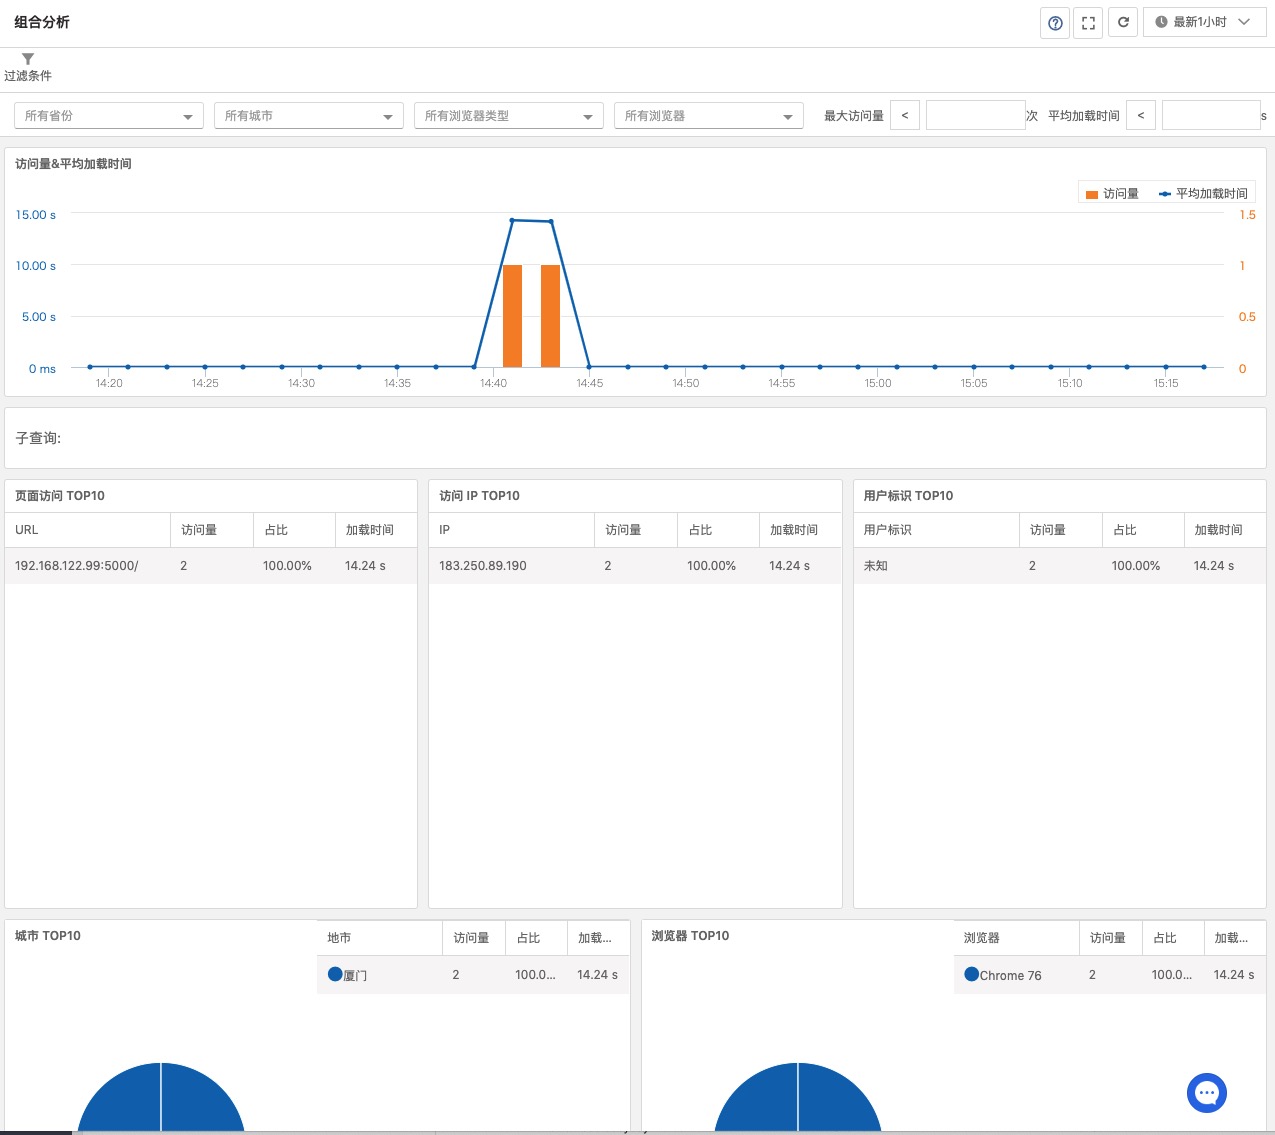 组合分析
最新1小时
过滤条件
所有省份 所有城市 所有浏览器类型 所有浏览器 最大访问量 < 次 平均加载时间 < s
访问量&平均加载时间
访问量 平均加载时间
15.00 s 1.5
10.00 s 1
5.00 s 0.5
0 ms 0
14:20 14:25 14:30 14:35 14:40 14:45 14:50 14:55 15:00 15:05 15:10 15:15
子查询:
页面访问 TOP10
URL 访问量 占比 加载时间
192.168.122.99:5000/ 2 100.00% 14.24 s
访问 IP TOP10
IP 访问量 占比 加载时间
183.250.89.190 2 100.00% 14.24 s
用户标识 TOP10
用户标识 访问量 占比 加载时间
未知 2 100.00% 14.24 s
城市 TOP10
地市 访问量 占比 加载...
厦门 2 100.0... 14.24 s
浏览器 TOP10
浏览器 访问量 占比 加载...
Chrome 76 2 100.0... 14.24 s